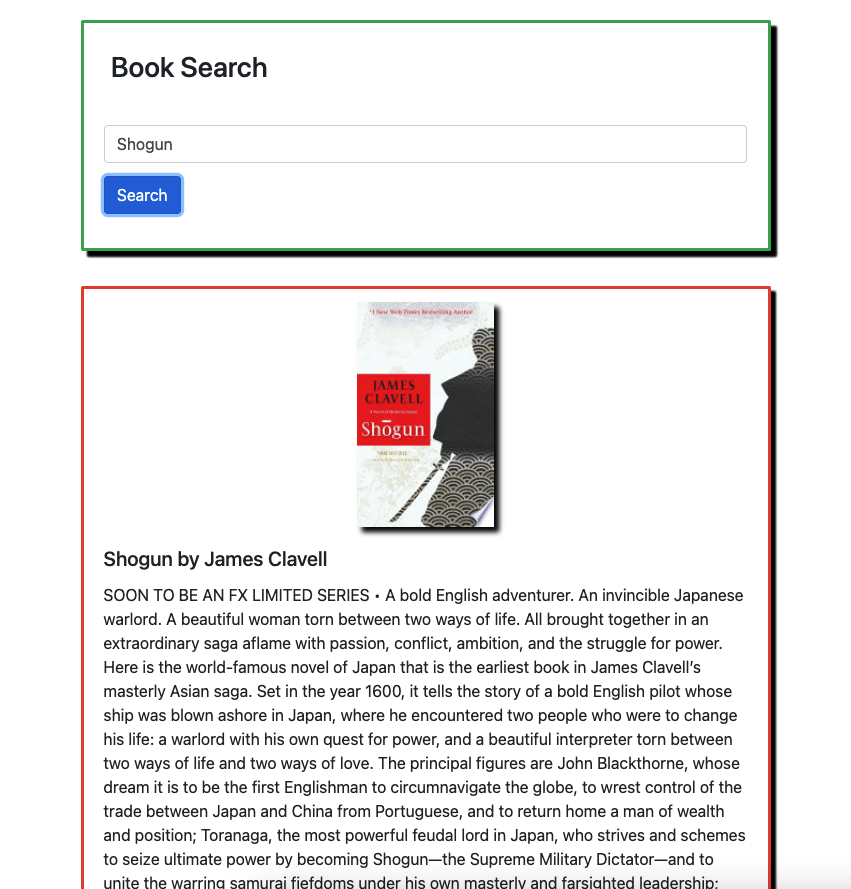 Book Search
Shogun
Search
#1 New York Times Bestselling Author
JAMES
CLAVELL
A Novel of
Shōgun
Shogun by James Clavell
SOON TO BE AN FX LIMITED SERIES • A bold English adventurer. An invincible Japanese
warlord. A beautiful woman torn between two ways of life. All brought together in an
extraordinary saga aflame with passion, conflict, ambition, and the struggle for power.
Here is the world-famous novel of Japan that is the earliest book in James Clavell’s
masterly Asian saga. Set in the year 1600, it tells the story of a bold English pilot whose
ship was blown ashore in Japan, where he encountered two people who were to change
his life: a warlord with his own quest for power, and a beautiful interpreter torn between
two ways of life and two ways of love. The principal figures are John Blackthorne, whose
dream it is to be the first Englishman to circumnavigate the globe, to wrest control of the
trade between Japan and China from Portuguese, and to return home a man of wealth
and position; Toranaga, the most powerful feudal lord in Japan, who strives and schemes
to seize ultimate power by becoming Shogun—the Supreme Military Dictator—and to
unite the warring samurai fiefdoms under his own masterly and farsighted leadership;